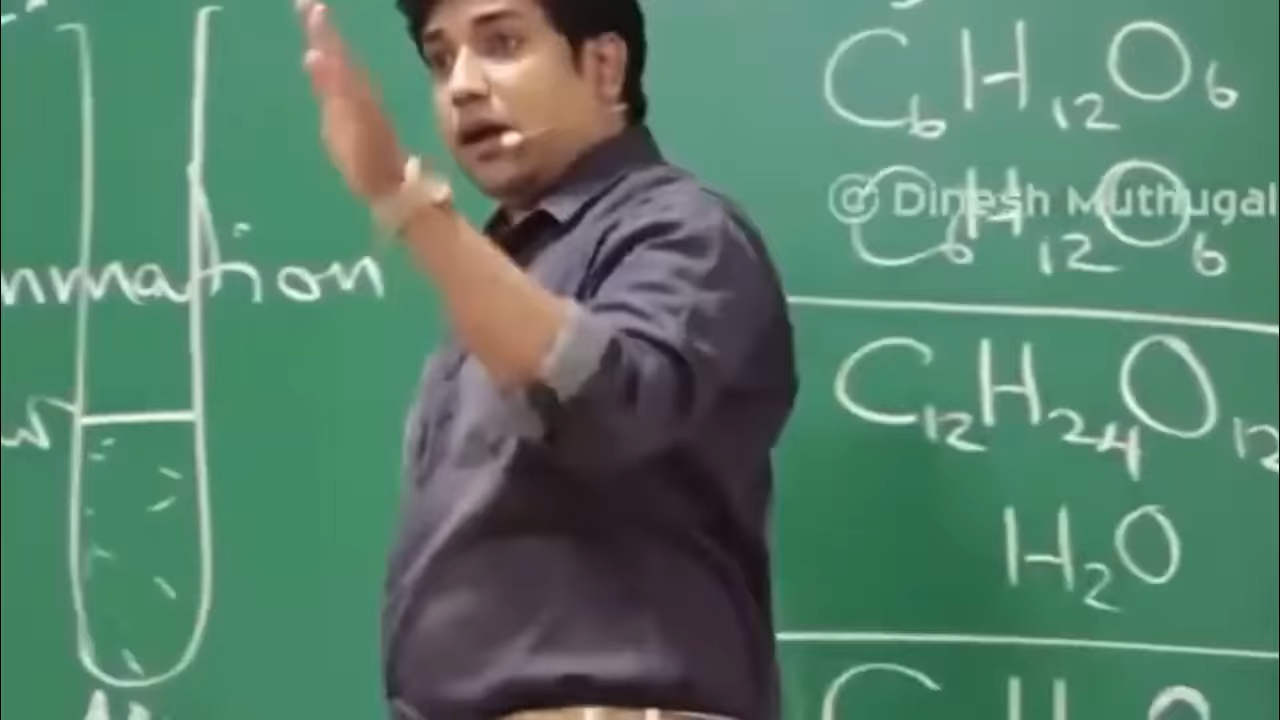 C6H12O6
C6H12O6
@ Dinesh Muthugal
nmation
C12H24O12
H2O
C H O